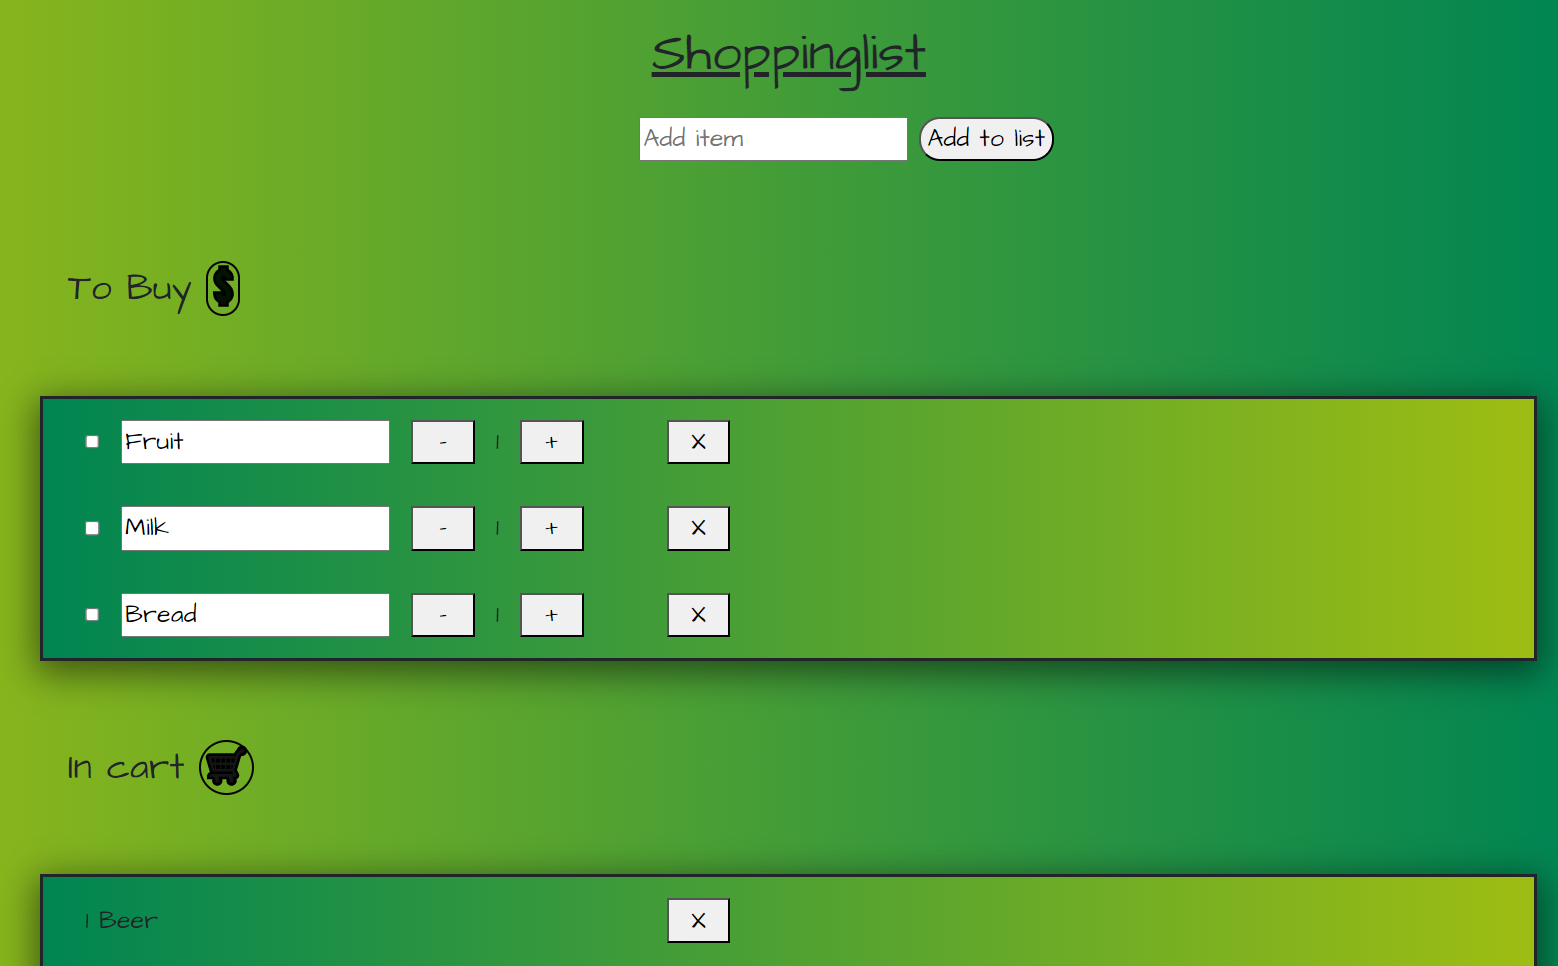 Shoppinglist
Add item Add to list
To Buy $
Fruit - 1 + X
Milk - 1 + X
Bread - 1 + X
In cart
1 Beer X